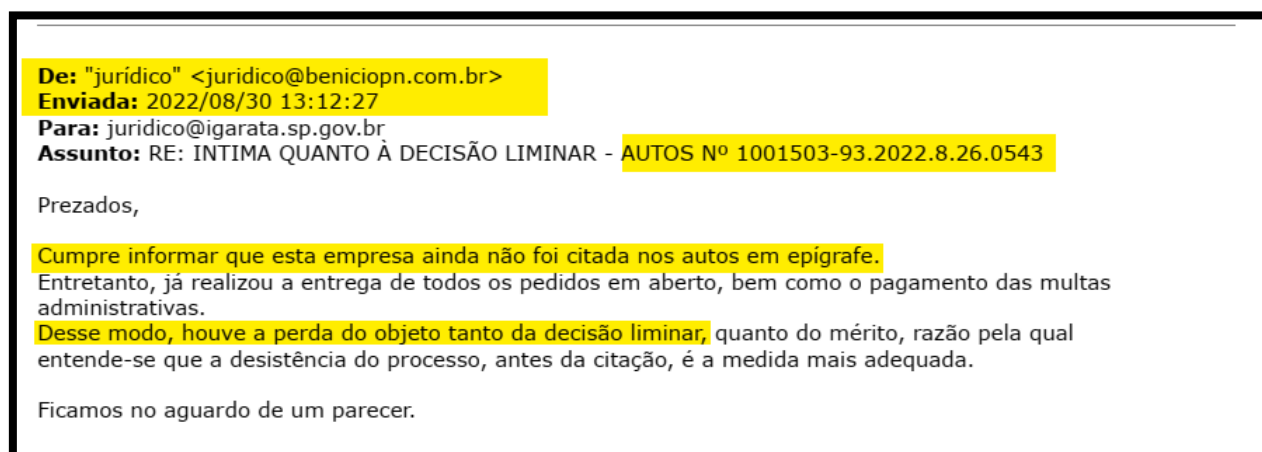 De: "jurídico" <juridico@beniciopn.com.br>
Enviada: 2022/08/30 13:12:27
Para: juridico@igarata.sp.gov.br
Assunto: RE: INTIMA QUANTO À DECISÃO LIMINAR - AUTOS Nº 1001503-93.2022.8.26.0543
Prezados,
Cumpre informar que esta empresa ainda não foi citada nos autos em epígrafe.
Entretanto, já realizou a entrega de todos os pedidos em aberto, bem como o pagamento das multas
administrativas.
Desse modo, houve a perda do objeto tanto da decisão liminar, quanto do mérito, razão pela qual
entende-se que a desistência do processo, antes da citação, é a medida mais adequada.
Ficamos no aguardo de um parecer.